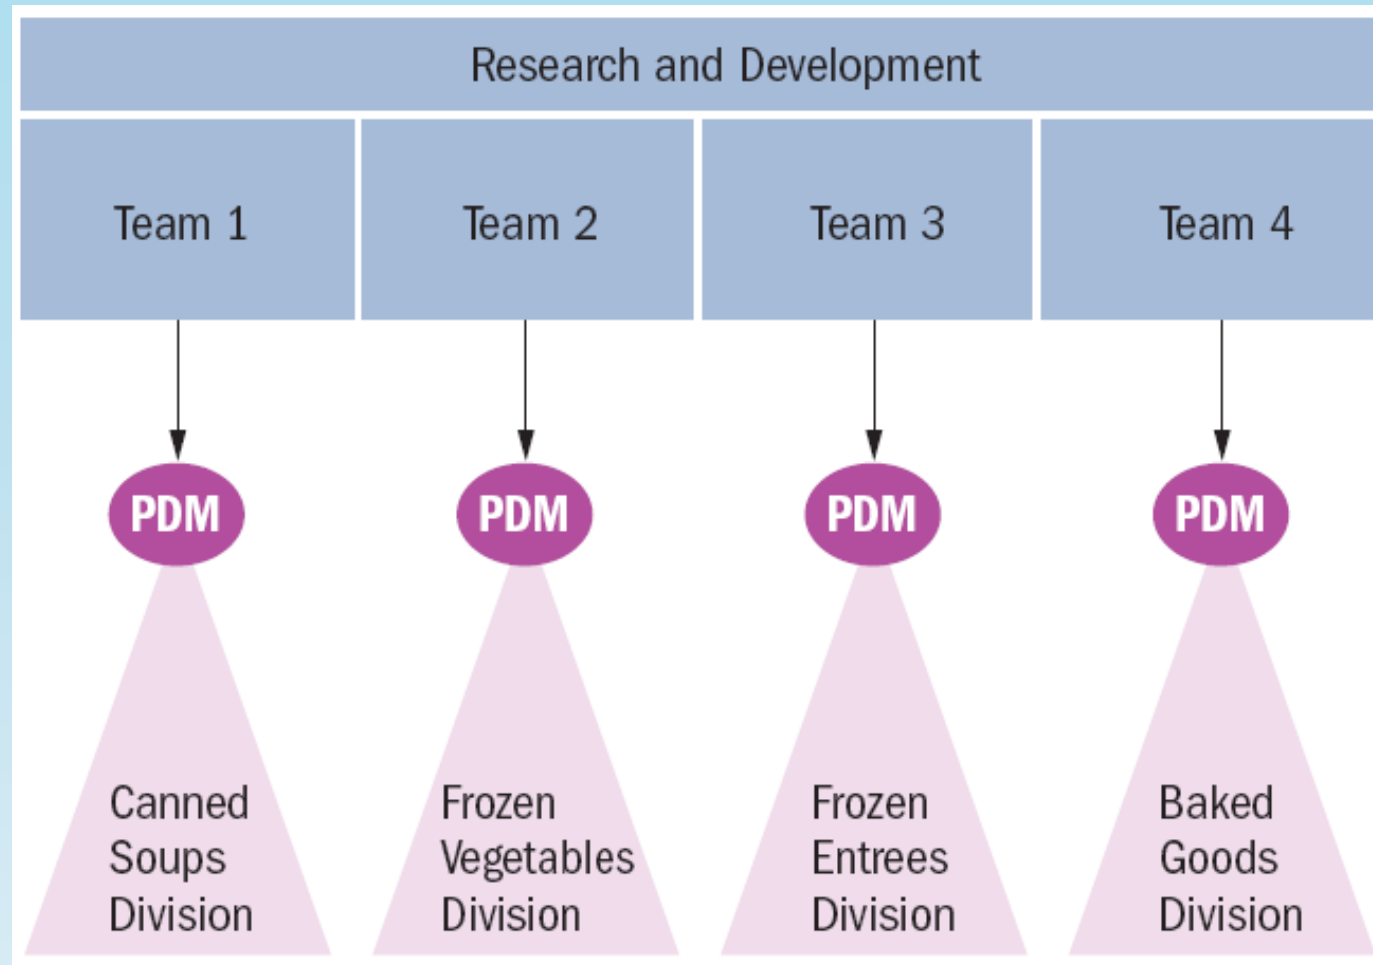 Research and Development
Team 1
Team 2
Team 3
Team 4
PDM
PDM
PDM
PDM
Canned
Soups
Division
Frozen
Vegetables
Division
Frozen
Entrees
Division
Baked
Goods
Division